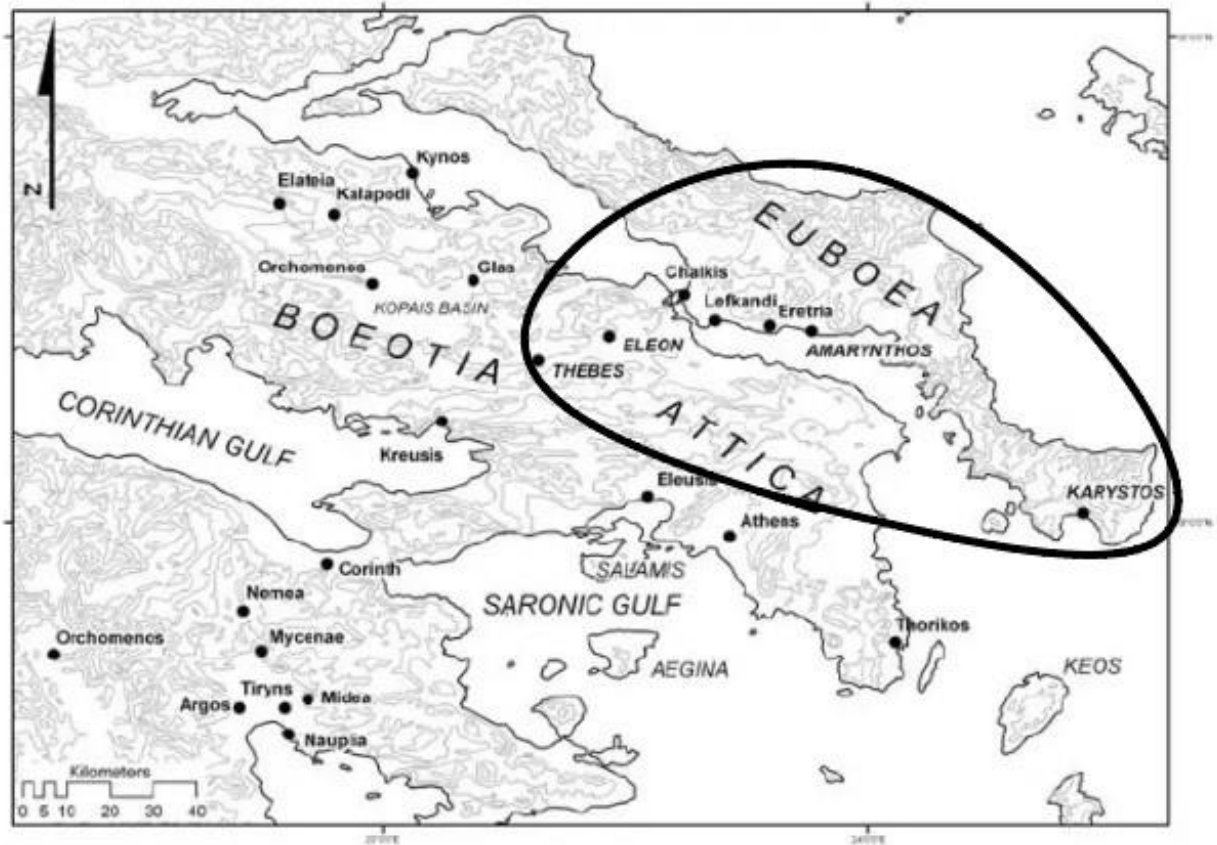 N
Kynos
Elateia
Kalapodi
EUBOEA
Orchomenos
Glas
Chalkis
KOPAIS BASIN
Lefkandi
Eretria
BOEOTIA
ELEON
AMARYNTHOS
THEBES
CORINTHIAN GULF
ATTICA
Kreusis
Eleusis
KARYSTOS
Athens
Corinth
SALAMIS
Nemea
SARONIC GULF
Orchomenos
Mycenae
Thorikos
AEGINA
KEOS
Tiryns
Midea
Argos
Nauplia
Kilometers
0 5 10 20 30 40